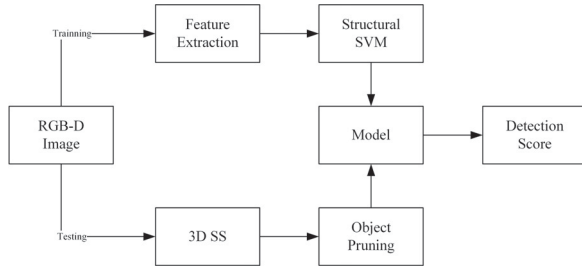 Trainning
Feature
Extraction
Structural
SVM
RGB-D
Image
Model
Detection
Score
Testing
3D SS
Object
Pruning